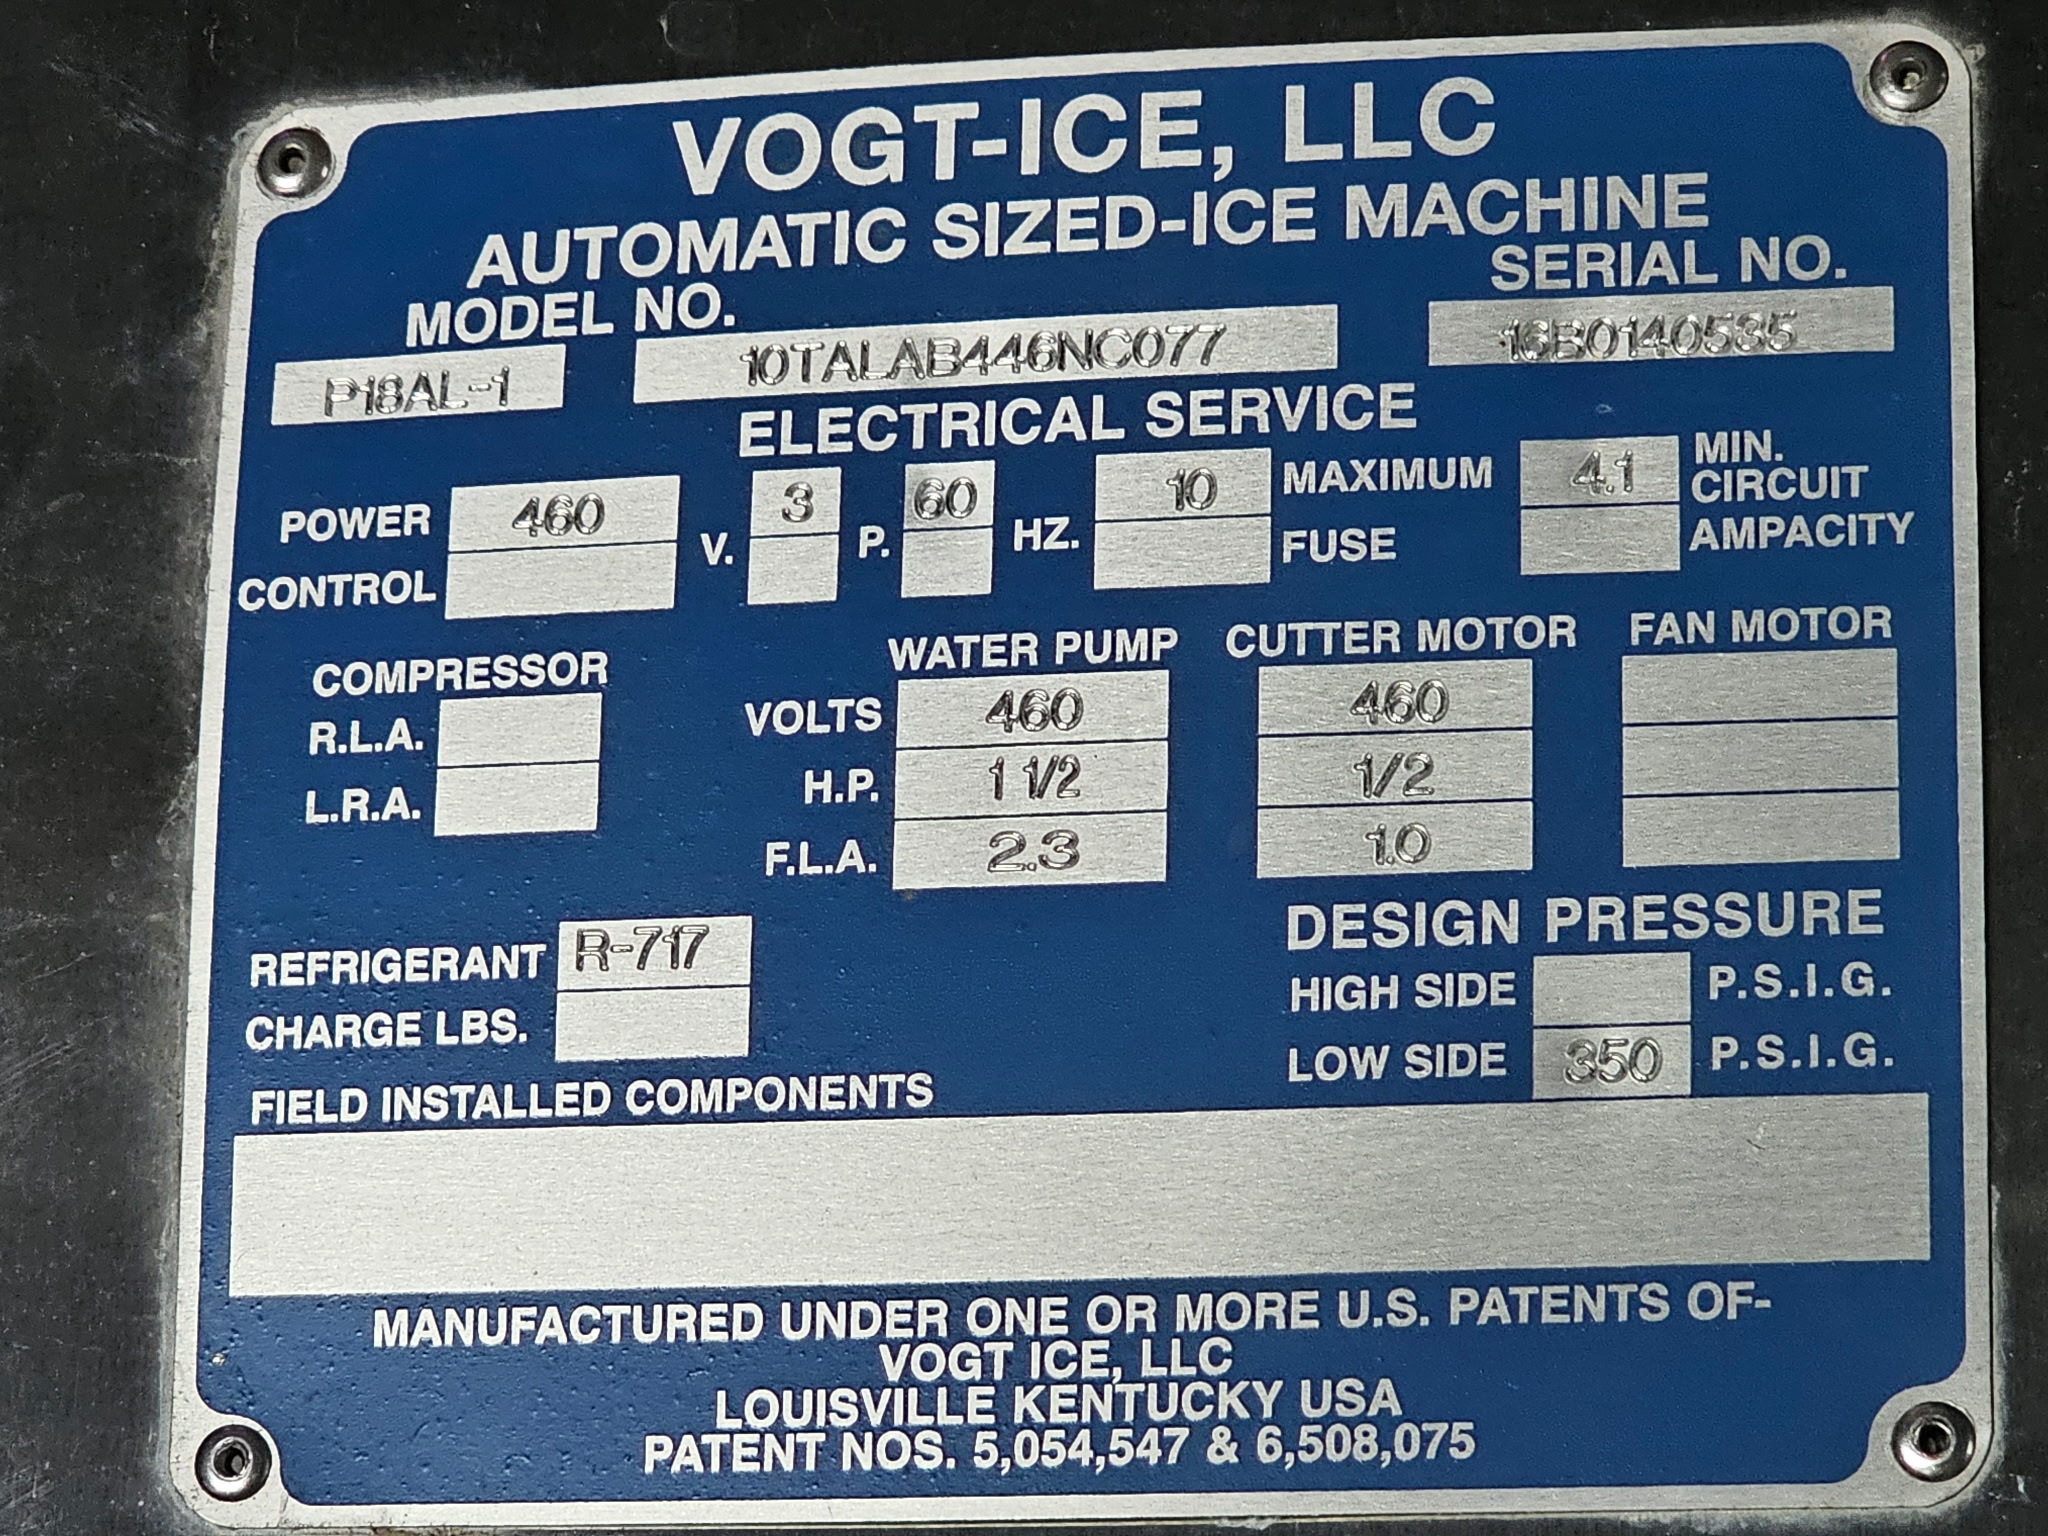 VOGT-ICE, LLC
AUTOMATIC SIZED-ICE MACHINE
MODEL NO. SERIAL NO.
P18AL-1 10TALAB446NC077 16B0140535
ELECTRICAL SERVICE
POWER 460 V. 3 P. 60 HZ. 10 MAXIMUM FUSE 4.1 MIN. CIRCUIT AMPACITY
CONTROL
COMPRESSOR WATER PUMP CUTTER MOTOR FAN MOTOR
R.L.A. VOLTS 460 460
L.R.A. H.P. 1 1/2 1/2
F.L.A. 2.3 1.0
REFRIGERANT R-717 DESIGN PRESSURE
CHARGE LBS. HIGH SIDE P.S.I.G.
LOW SIDE 350 P.S.I.G.
FIELD INSTALLED COMPONENTS
MANUFACTURED UNDER ONE OR MORE U.S. PATENTS OF-
VOGT ICE, LLC
LOUISVILLE KENTUCKY USA
PATENT NOS. 5,054,547 & 6,508,075